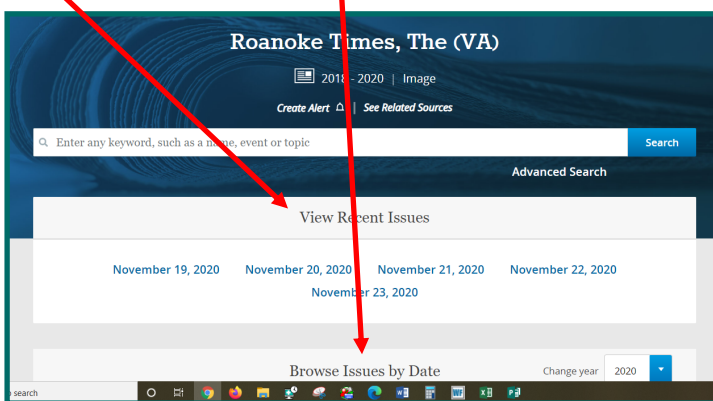 Roanoke Times, The (VA)
2018 - 2020 | Image
Create Alert | See Related Sources
Enter any keyword, such as a name, event or topic
Search
Advanced Search
View Recent Issues
November 19, 2020 November 20, 2020 November 21, 2020 November 22, 2020
November 23, 2020
Browse Issues by Date
Change year 2020
search